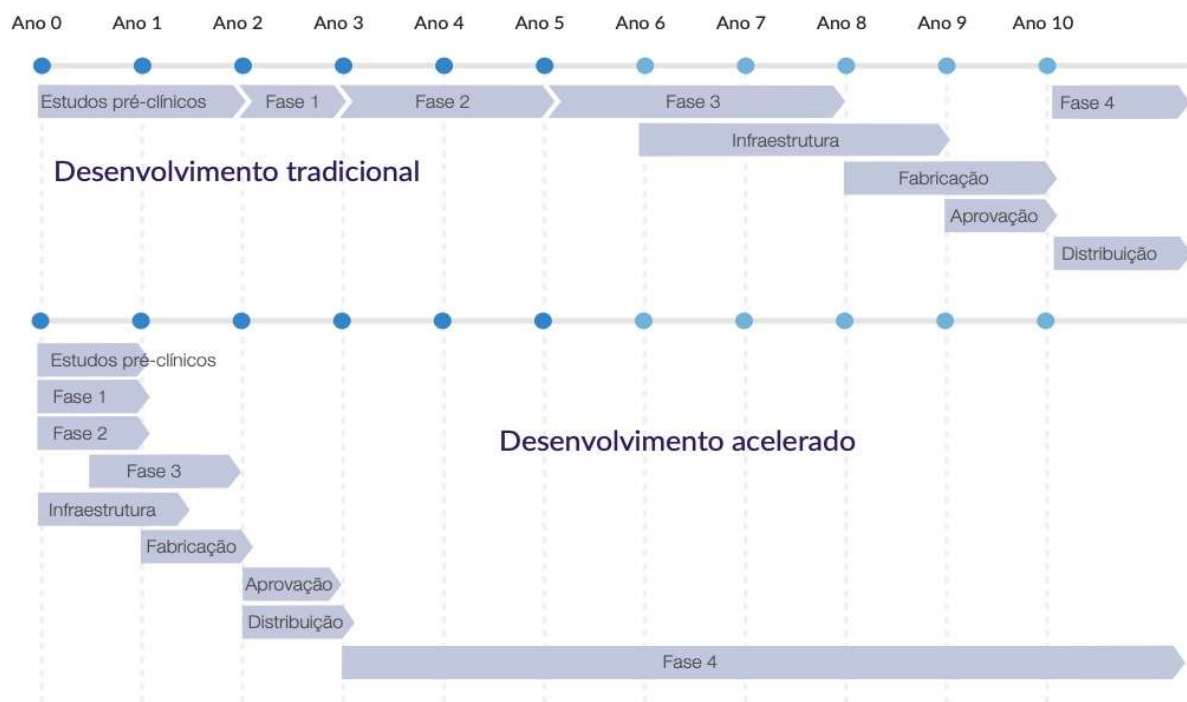 Ano 0 Ano 1 Ano 2 Ano 3 Ano 4 Ano 5 Ano 6 Ano 7 Ano 8 Ano 9 Ano 10
Estudos pré-clínicos Fase 1 Fase 2 Fase 3 Fase 4
Infraestrutura
Desenvolvimento tradicional
Fabricação
Aprovação
Distribuição
Estudos pré-clínicos
Fase 1
Fase 2
Desenvolvimento acelerado
Fase 3
Infraestrutura
Fabricação
Aprovação
Distribuição
Fase 4